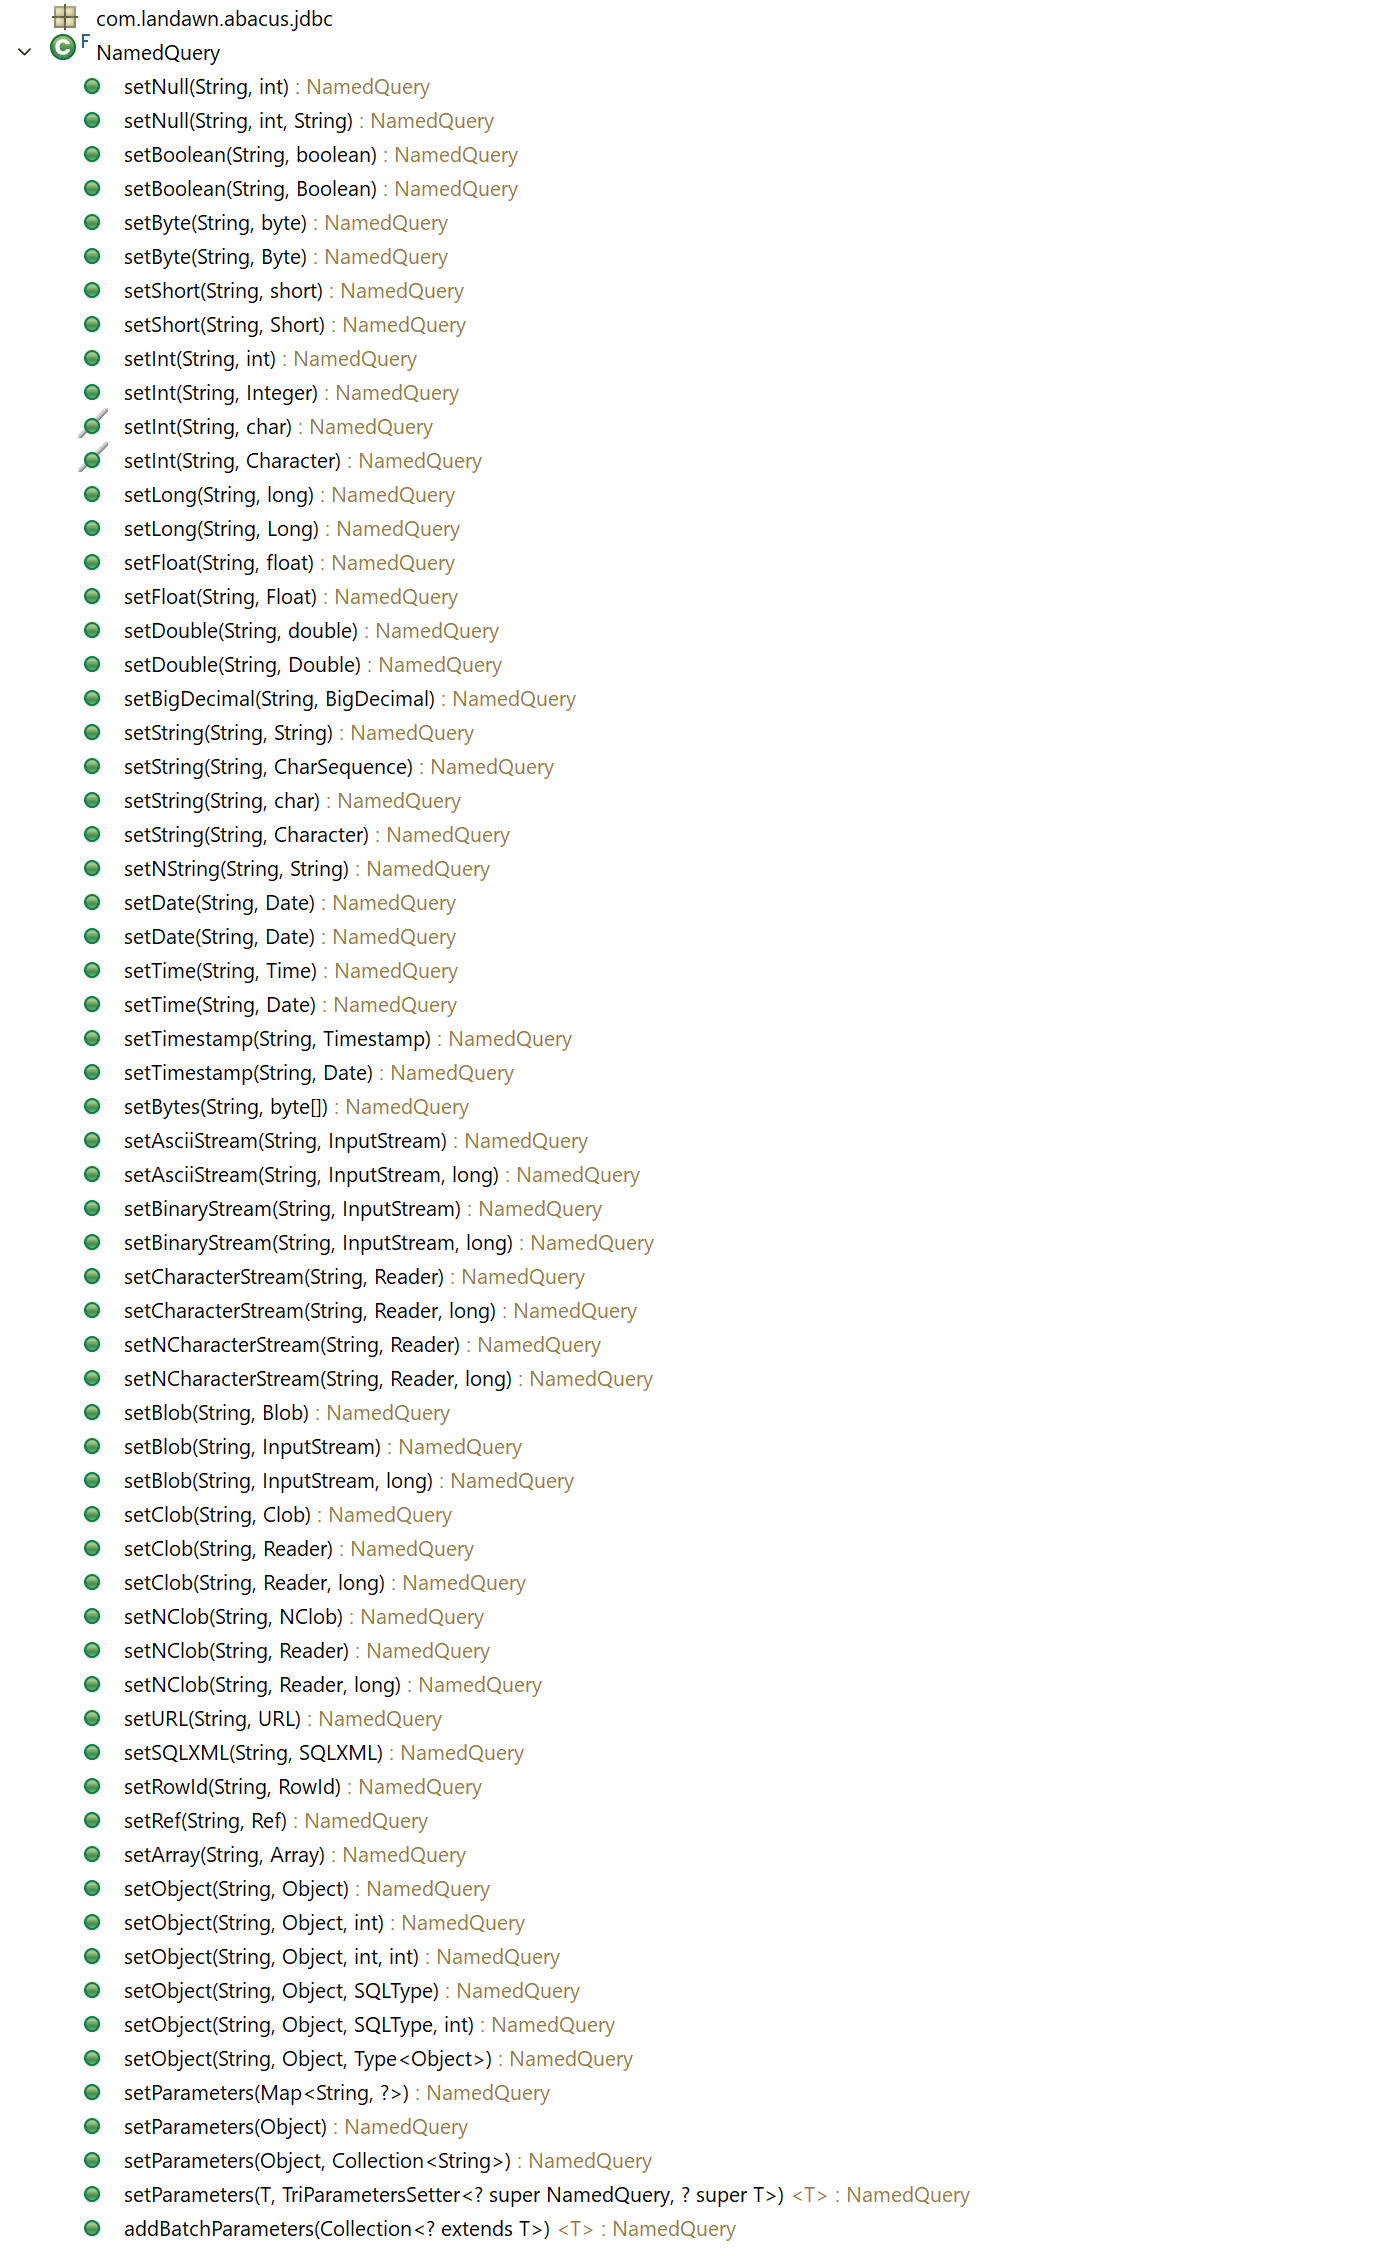 com.landawn.abacus.jdbc
F
C NamedQuery
setNull(String, int) : NamedQuery
setNull(String, int, String) : NamedQuery
setBoolean(String, boolean) : NamedQuery
setBoolean(String, Boolean) : NamedQuery
setByte(String, byte) : NamedQuery
setByte(String, Byte) : NamedQuery
setShort(String, short) : NamedQuery
setShort(String, Short) : NamedQuery
setInt(String, int) : NamedQuery
setInt(String, Integer) : NamedQuery
setInt(String, char) : NamedQuery
setInt(String, Character) : NamedQuery
setLong(String, long) : NamedQuery
setLong(String, Long) : NamedQuery
setFloat(String, float) : NamedQuery
setFloat(String, Float) : NamedQuery
setDouble(String, double) : NamedQuery
setDouble(String, Double) : NamedQuery
setBigDecimal(String, BigDecimal) : NamedQuery
setString(String, String) : NamedQuery
setString(String, CharSequence) : NamedQuery
setString(String, char) : NamedQuery
setString(String, Character) : NamedQuery
setNString(String, String) : NamedQuery
setDate(String, Date) : NamedQuery
setDate(String, Date) : NamedQuery
setTime(String, Time) : NamedQuery
setTime(String, Date) : NamedQuery
setTimestamp(String, Timestamp) : NamedQuery
setTimestamp(String, Date) : NamedQuery
setBytes(String, byte[]) : NamedQuery
setAsciiStream(String, InputStream) : NamedQuery
setAsciiStream(String, InputStream, long) : NamedQuery
setBinaryStream(String, InputStream) : NamedQuery
setBinaryStream(String, InputStream, long) : NamedQuery
setCharacterStream(String, Reader) : NamedQuery
setCharacterStream(String, Reader, long) : NamedQuery
setNCharacterStream(String, Reader) : NamedQuery
setNCharacterStream(String, Reader, long) : NamedQuery
setBlob(String, Blob) : NamedQuery
setBlob(String, InputStream) : NamedQuery
setBlob(String, InputStream, long) : NamedQuery
setClob(String, Clob) : NamedQuery
setClob(String, Reader) : NamedQuery
setClob(String, Reader, long) : NamedQuery
setNClob(String, NClob) : NamedQuery
setNClob(String, Reader) : NamedQuery
setNClob(String, Reader, long) : NamedQuery
setURL(String, URL) : NamedQuery
setSQLXML(String, SQLXML) : NamedQuery
setRowId(String, RowId) : NamedQuery
setRef(String, Ref) : NamedQuery
setArray(String, Array) : NamedQuery
setObject(String, Object) : NamedQuery
setObject(String, Object, int) : NamedQuery
setObject(String, Object, int, int) : NamedQuery
setObject(String, Object, SQLType) : NamedQuery
setObject(String, Object, SQLType, int) : NamedQuery
setObject(String, Object, Type<Object>) : NamedQuery
setParameters(Map<String, ?>) : NamedQuery
setParameters(Object) : NamedQuery
setParameters(Object, Collection<String>) : NamedQuery
setParameters(T, TriParametersSetter<? super NamedQuery, ? super T>) <T> : NamedQuery
addBatchParameters(Collection<? extends T>) <T> : NamedQuery